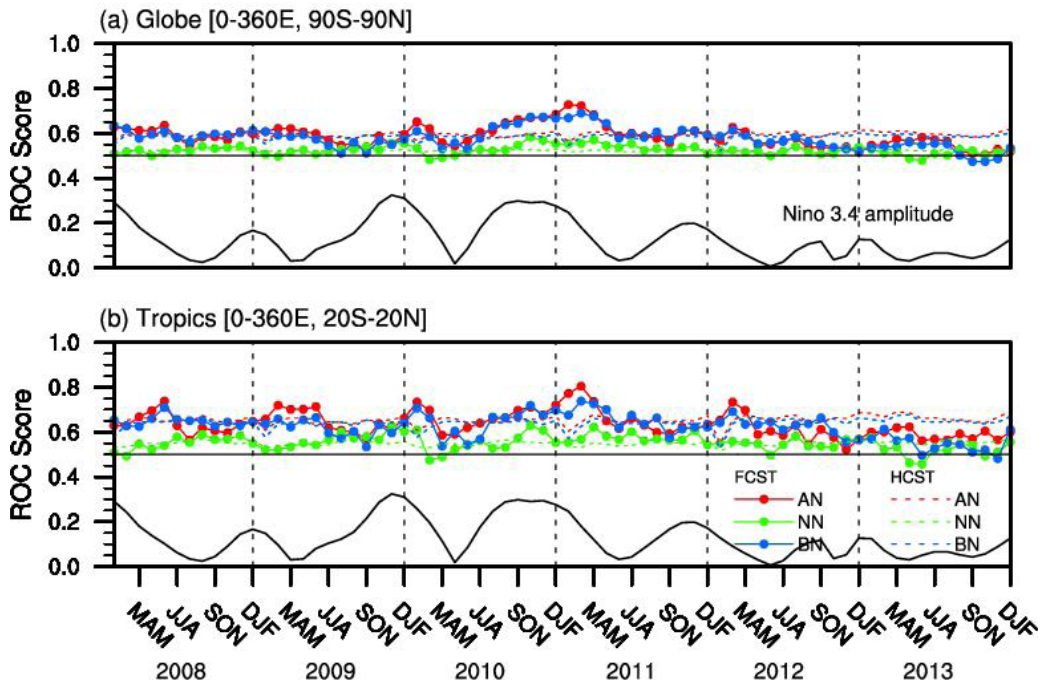 (a) Globe [0-360E, 90S-90N]
1.0
0.8
0.6
0.4
0.2
0.0
ROC Score
Nino 3.4 amplitude
(b) Tropics [0-360E, 20S-20N]
1.0
0.8
0.6
0.4
0.2
0.0
ROC Score
FCST HCST
AN AN
NN NN
BN BN
MAM JJA SON DJF MAM JJA SON DJF MAM JJA SON DJF MAM JJA SON DJF MAM JJA SON DJF MAM JJA SON DJF
2008 2009 2010 2011 2012 2013